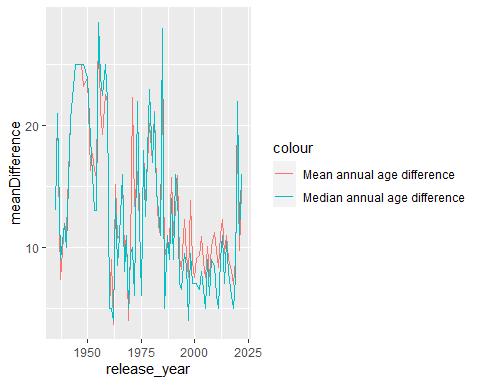 20
10
meanDifference
1950
1975
2000
2025
release_year
colour
Mean annual age difference
Median annual age difference